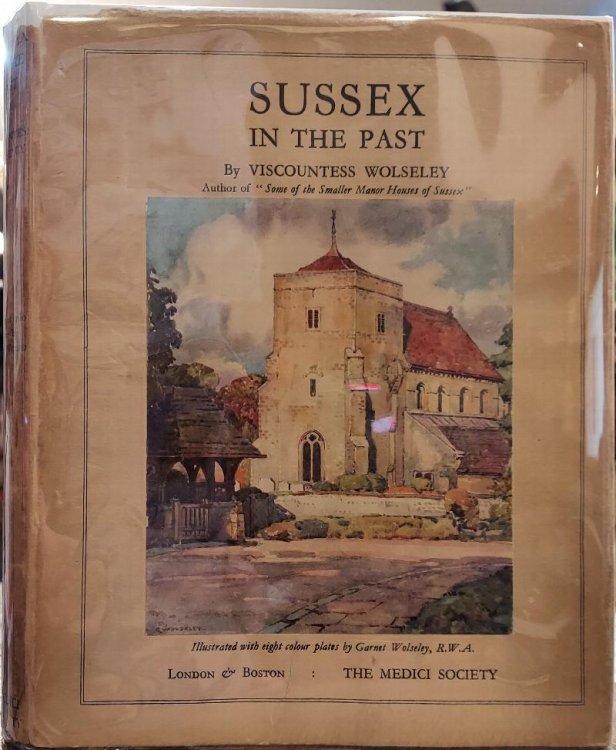 SUSSEX
IN THE PAST
By VISCOUNTESS WOLSELEY
Author of "Some of the Smaller Manor Houses of Sussex"
G. WOLSELEY.
Illustrated with eight colour plates by Garnet Wolseley, R.W.A.
LONDON & BOSTON : THE MEDICI SOCIETY